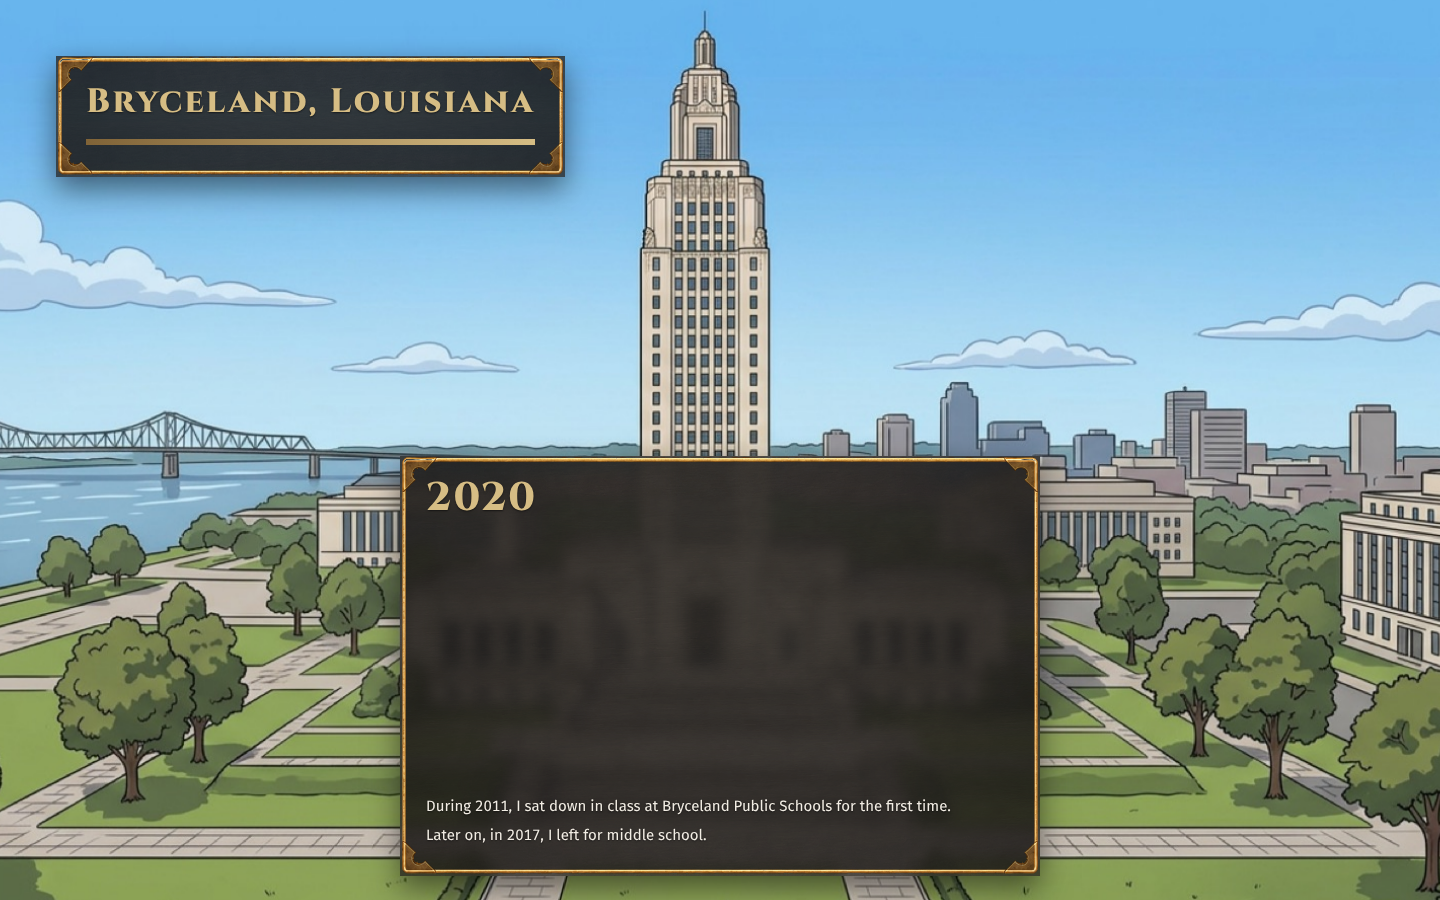 Bryceland, Louisiana
2020
During 2011, I sat down in class at Bryceland Public Schools for the first time.
Later on, in 2017, I left for middle school.